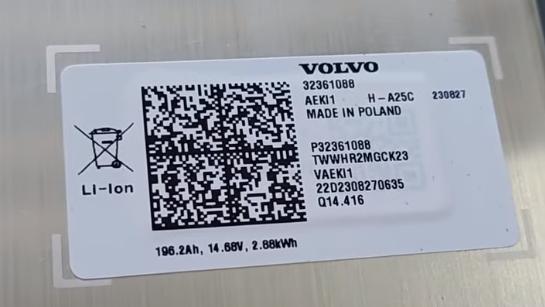 VOLVO
32361088
AEKI1 H-A25C 230827
MADE IN POLAND
P32361088
TWWHR2MGCK23
VAEKI1
22D2308270635
Q14.416
Li-Ion
196.2Ah, 14.68V, 2.88kWh